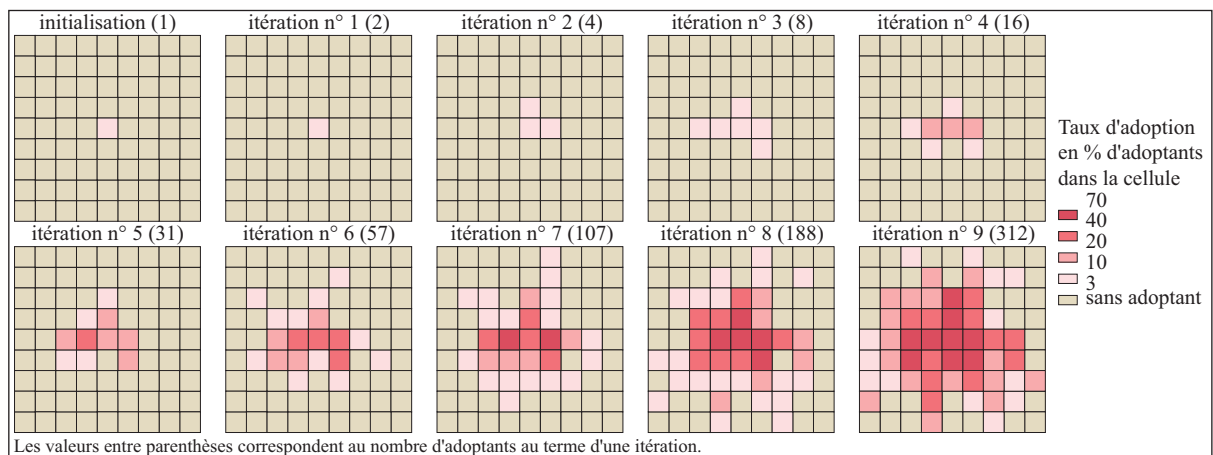 initialisation (1)
itération n° 1 (2)
itération n° 2 (4)
itération n° 3 (8)
itération n° 4 (16)
itération n° 5 (31)
itération n° 6 (57)
itération n° 7 (107)
itération n° 8 (188)
itération n° 9 (312)
Taux d'adoption
en % d'adoptants
dans la cellule
70
40
20
10
3
sans adoptant
Les valeurs entre parenthèses correspondent au nombre d'adoptants au terme d'une itération.